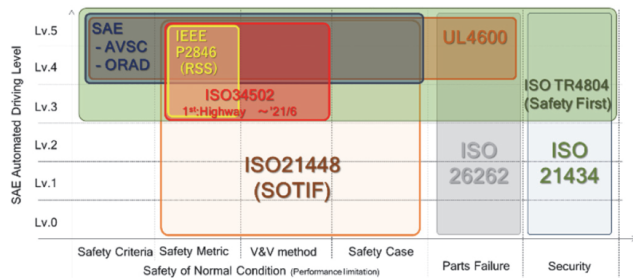 SAE Automated Driving Level
Lv.5
Lv.4
Lv.3
Lv.2
Lv.1
Lv.0
SAE
- AVSC
- ORAD
IEEE
P2846
(RSS)
UL4600
ISO34502
1st:Highway ~'21/6
ISO TR4804
(Safety First)
ISO21448
(SOTIF)
ISO
26262
ISO
21434
Safety Criteria
Safety Metric
V&V method
Safety Case
Parts Failure
Security
Safety of Normal Condition (Performance limitation)